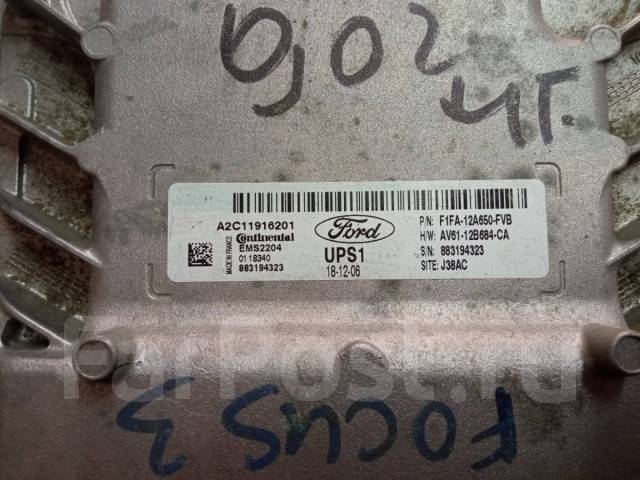 Dj02
МТ.
A2C11916201
Continental
EMS2204
0118340
883194323
Ford
UPS1
18-12-06
P/N: F1FA-12A650-FVB
H/W: AV61-12B684-CA
S/N: 883194323
SITE: J38AC
MADE IN FRANCE
FarPost.ru
FOCUS 3